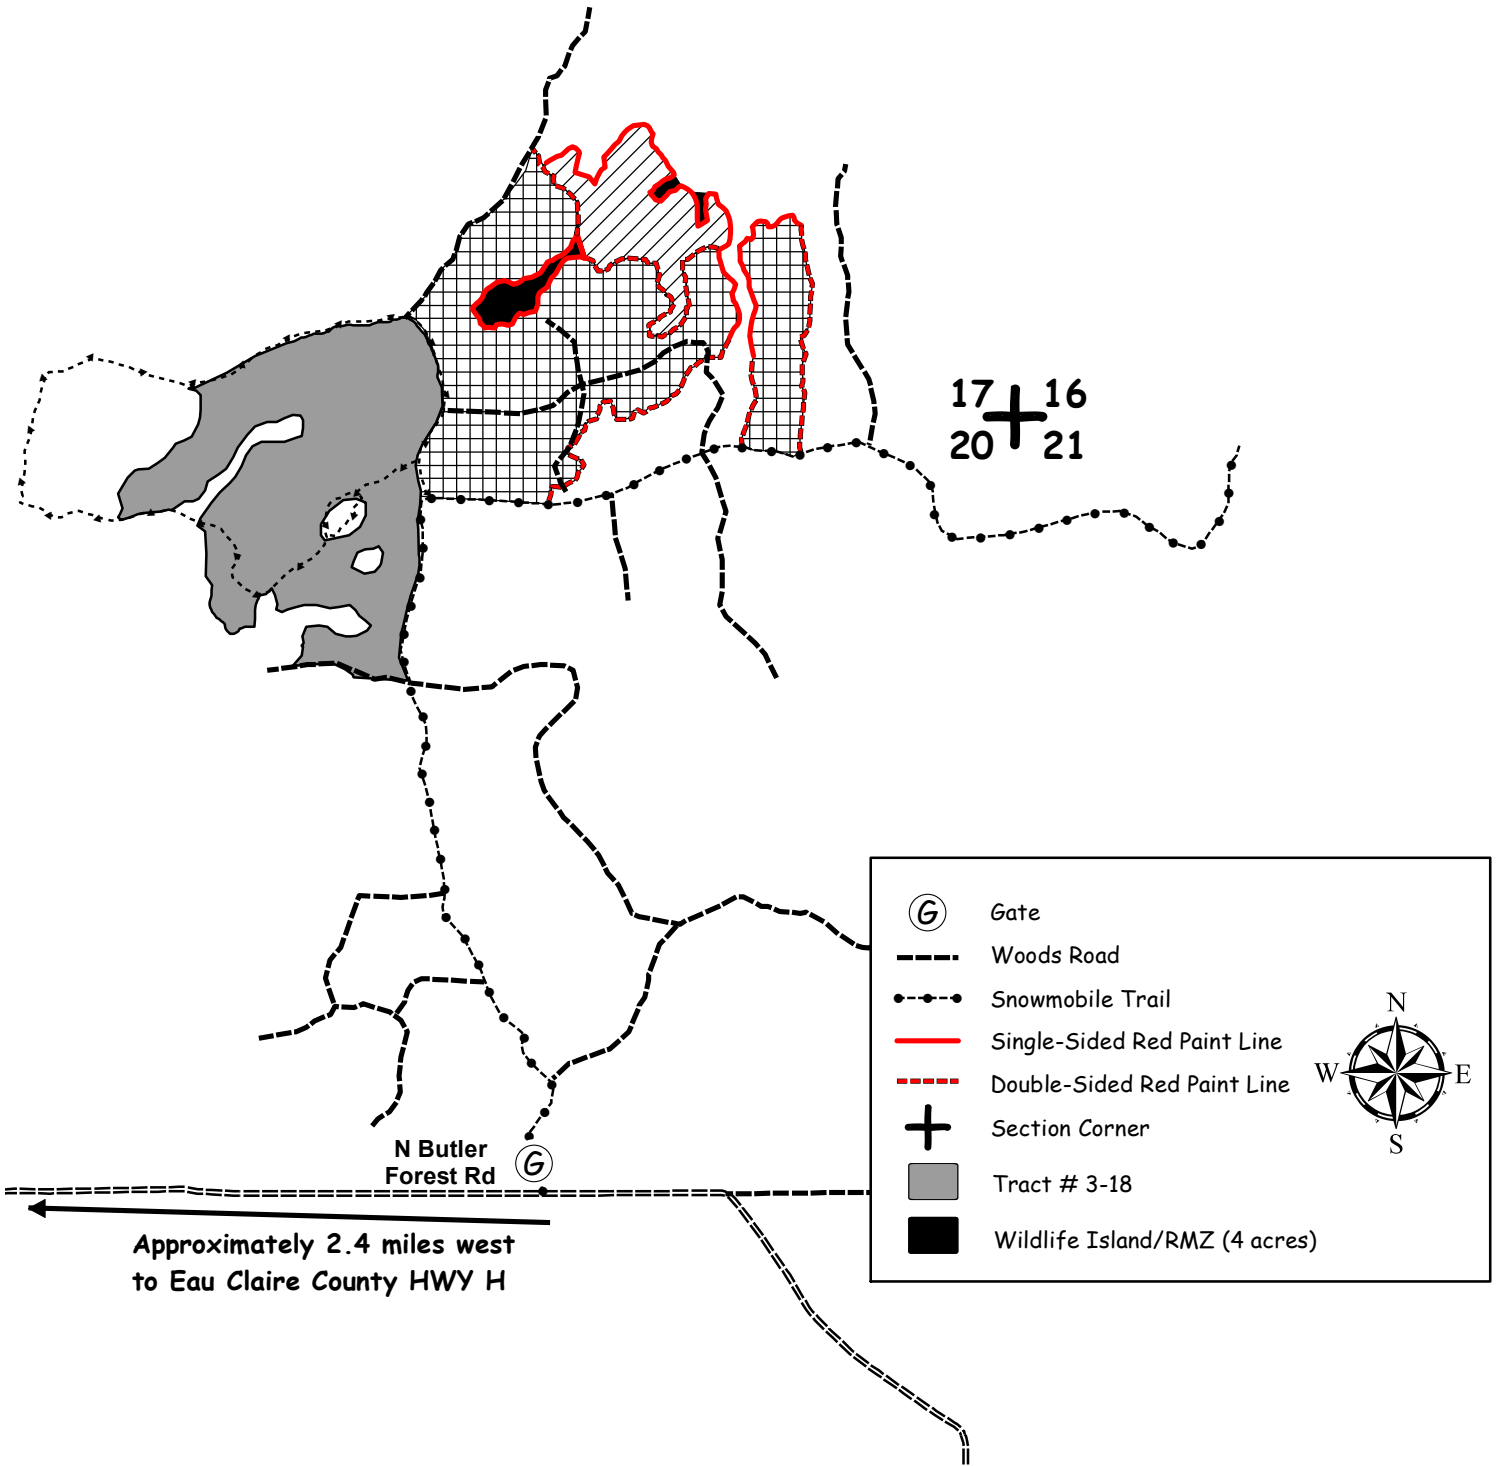 17 16
20 21
G Gate
Woods Road
Snowmobile Trail
Single-Sided Red Paint Line
Double-Sided Red Paint Line
Section Corner
Tract # 3-18
Wildlife Island/RMZ (4 acres)
N
W E
S
N Butler
Forest Rd
G
Approximately 2.4 miles west
to Eau Claire County HWY H